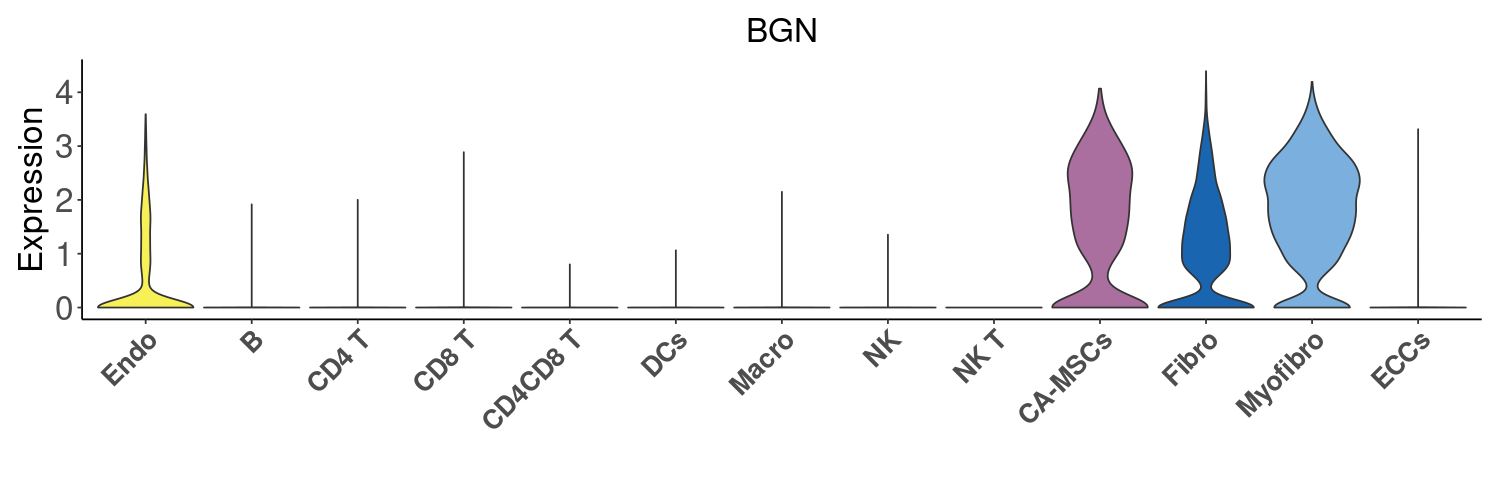 BGN
Expression
4
3
2
1
0
Endo
B
CD4 T
CD8 T
CD4CD8 T
DCs
Macro
NK
NK T
CA-MSCs
Fibro
Myofibro
ECCs